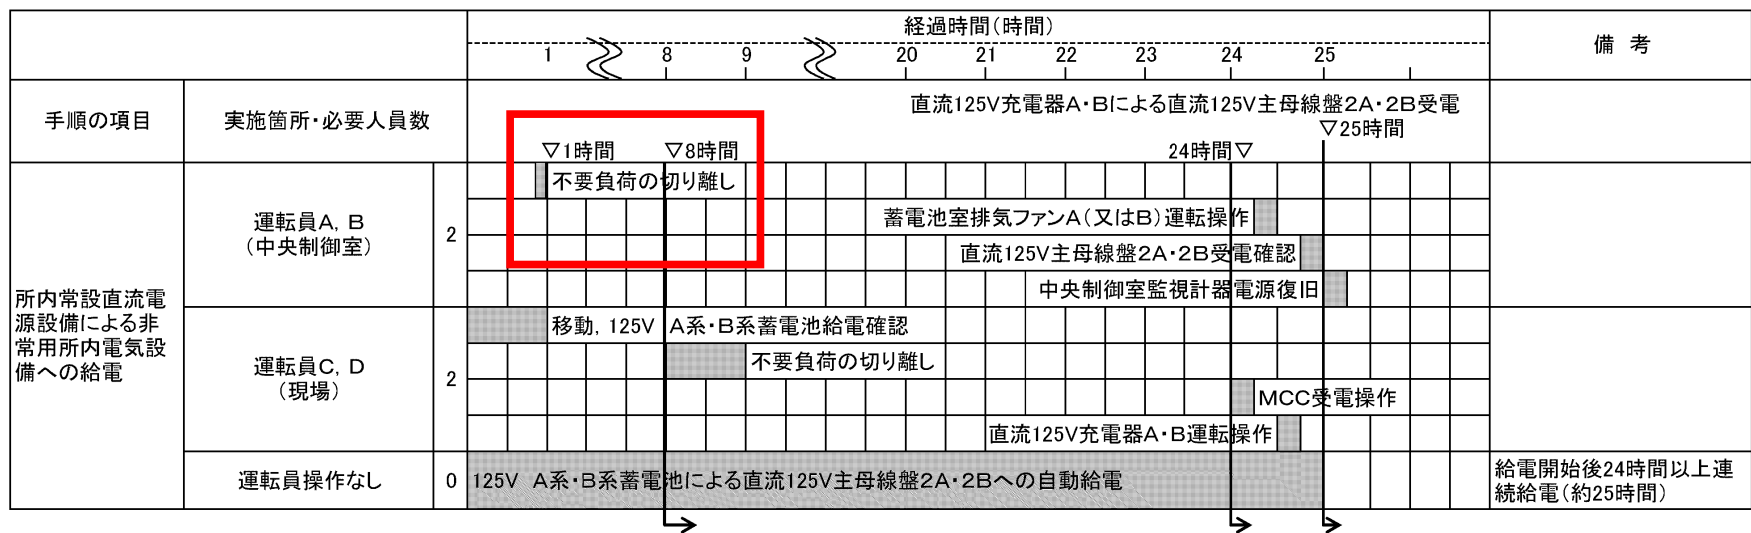 経過時間(時間)
備 考
1 8 9 20 21 22 23 24 25
手順の項目
実施箇所・必要人員数
直流125V充電器A・Bによる直流125V主母線盤2A・2B受電
▽25時間
▽1時間
▽8時間
24時間▽
所内常設直流電
源設備による非
常用所内電気設
備への給電
運転員A,B
(中央制御室)
2
不要負荷の切り離し
蓄電池室排気ファンA(又はB)運転操作
直流125V主母線盤2A・2B受電確認
中央制御室監視計器電源復旧
運転員C,D
(現場)
2
移動,125V A系・B系蓄電池給電確認
不要負荷の切り離し
MCC受電操作
直流125V充電器A・B運転操作
運転員操作なし
0
125V A系・B系蓄電池による直流125V主母線盤2A・2Bへの自動給電
給電開始後24時間以上連
続給電(約25時間)